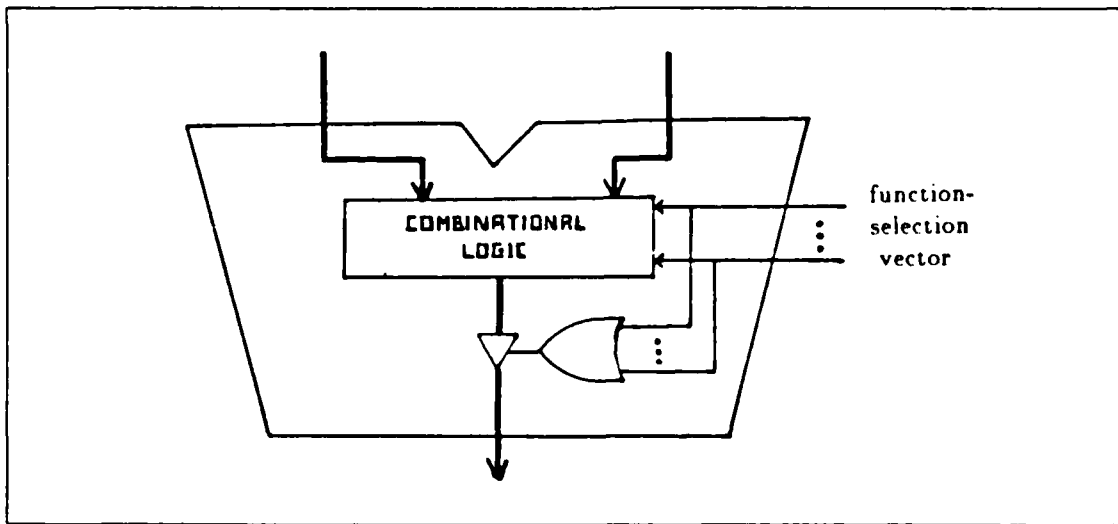 COMBINATIONAL
LOGIC
function-
selection
vector